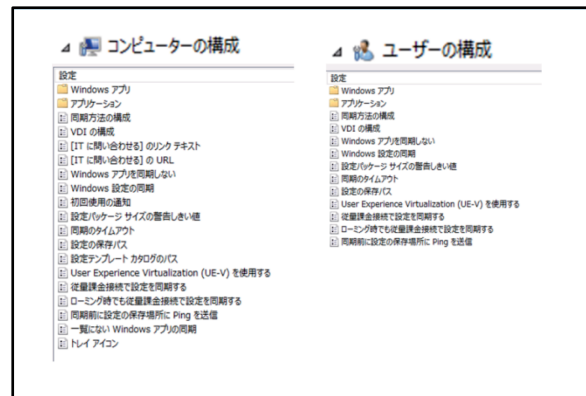 コンピューターの構成
設定
Windows アプリ
アプリケーション
同期方法の構成
VDI の構成
[IT に問い合わせる] のリンク テキスト
[IT に問い合わせる] の URL
Windows アプリを同期しない
Windows 設定の同期
初回使用の通知
設定パッケージ サイズの警告しきい値
同期のタイムアウト
設定の保存パス
設定テンプレート カタログのパス
User Experience Virtualization (UE-V) を使用する
従量課金接続で設定を同期する
ローミング時でも従量課金接続で設定を同期する
同期前に設定の保存場所に Ping を送信
一覧にない Windows アプリの同期
トレイ アイコン
ユーザーの構成
設定
Windows アプリ
アプリケーション
同期方法の構成
VDI の構成
Windows アプリを同期しない
Windows 設定の同期
設定パッケージ サイズの警告しきい値
同期のタイムアウト
設定の保存パス
User Experience Virtualization (UE-V) を使用する
従量課金接続で設定を同期する
ローミング時でも従量課金接続で設定を同期する
同期前に設定の保存場所に Ping を送信